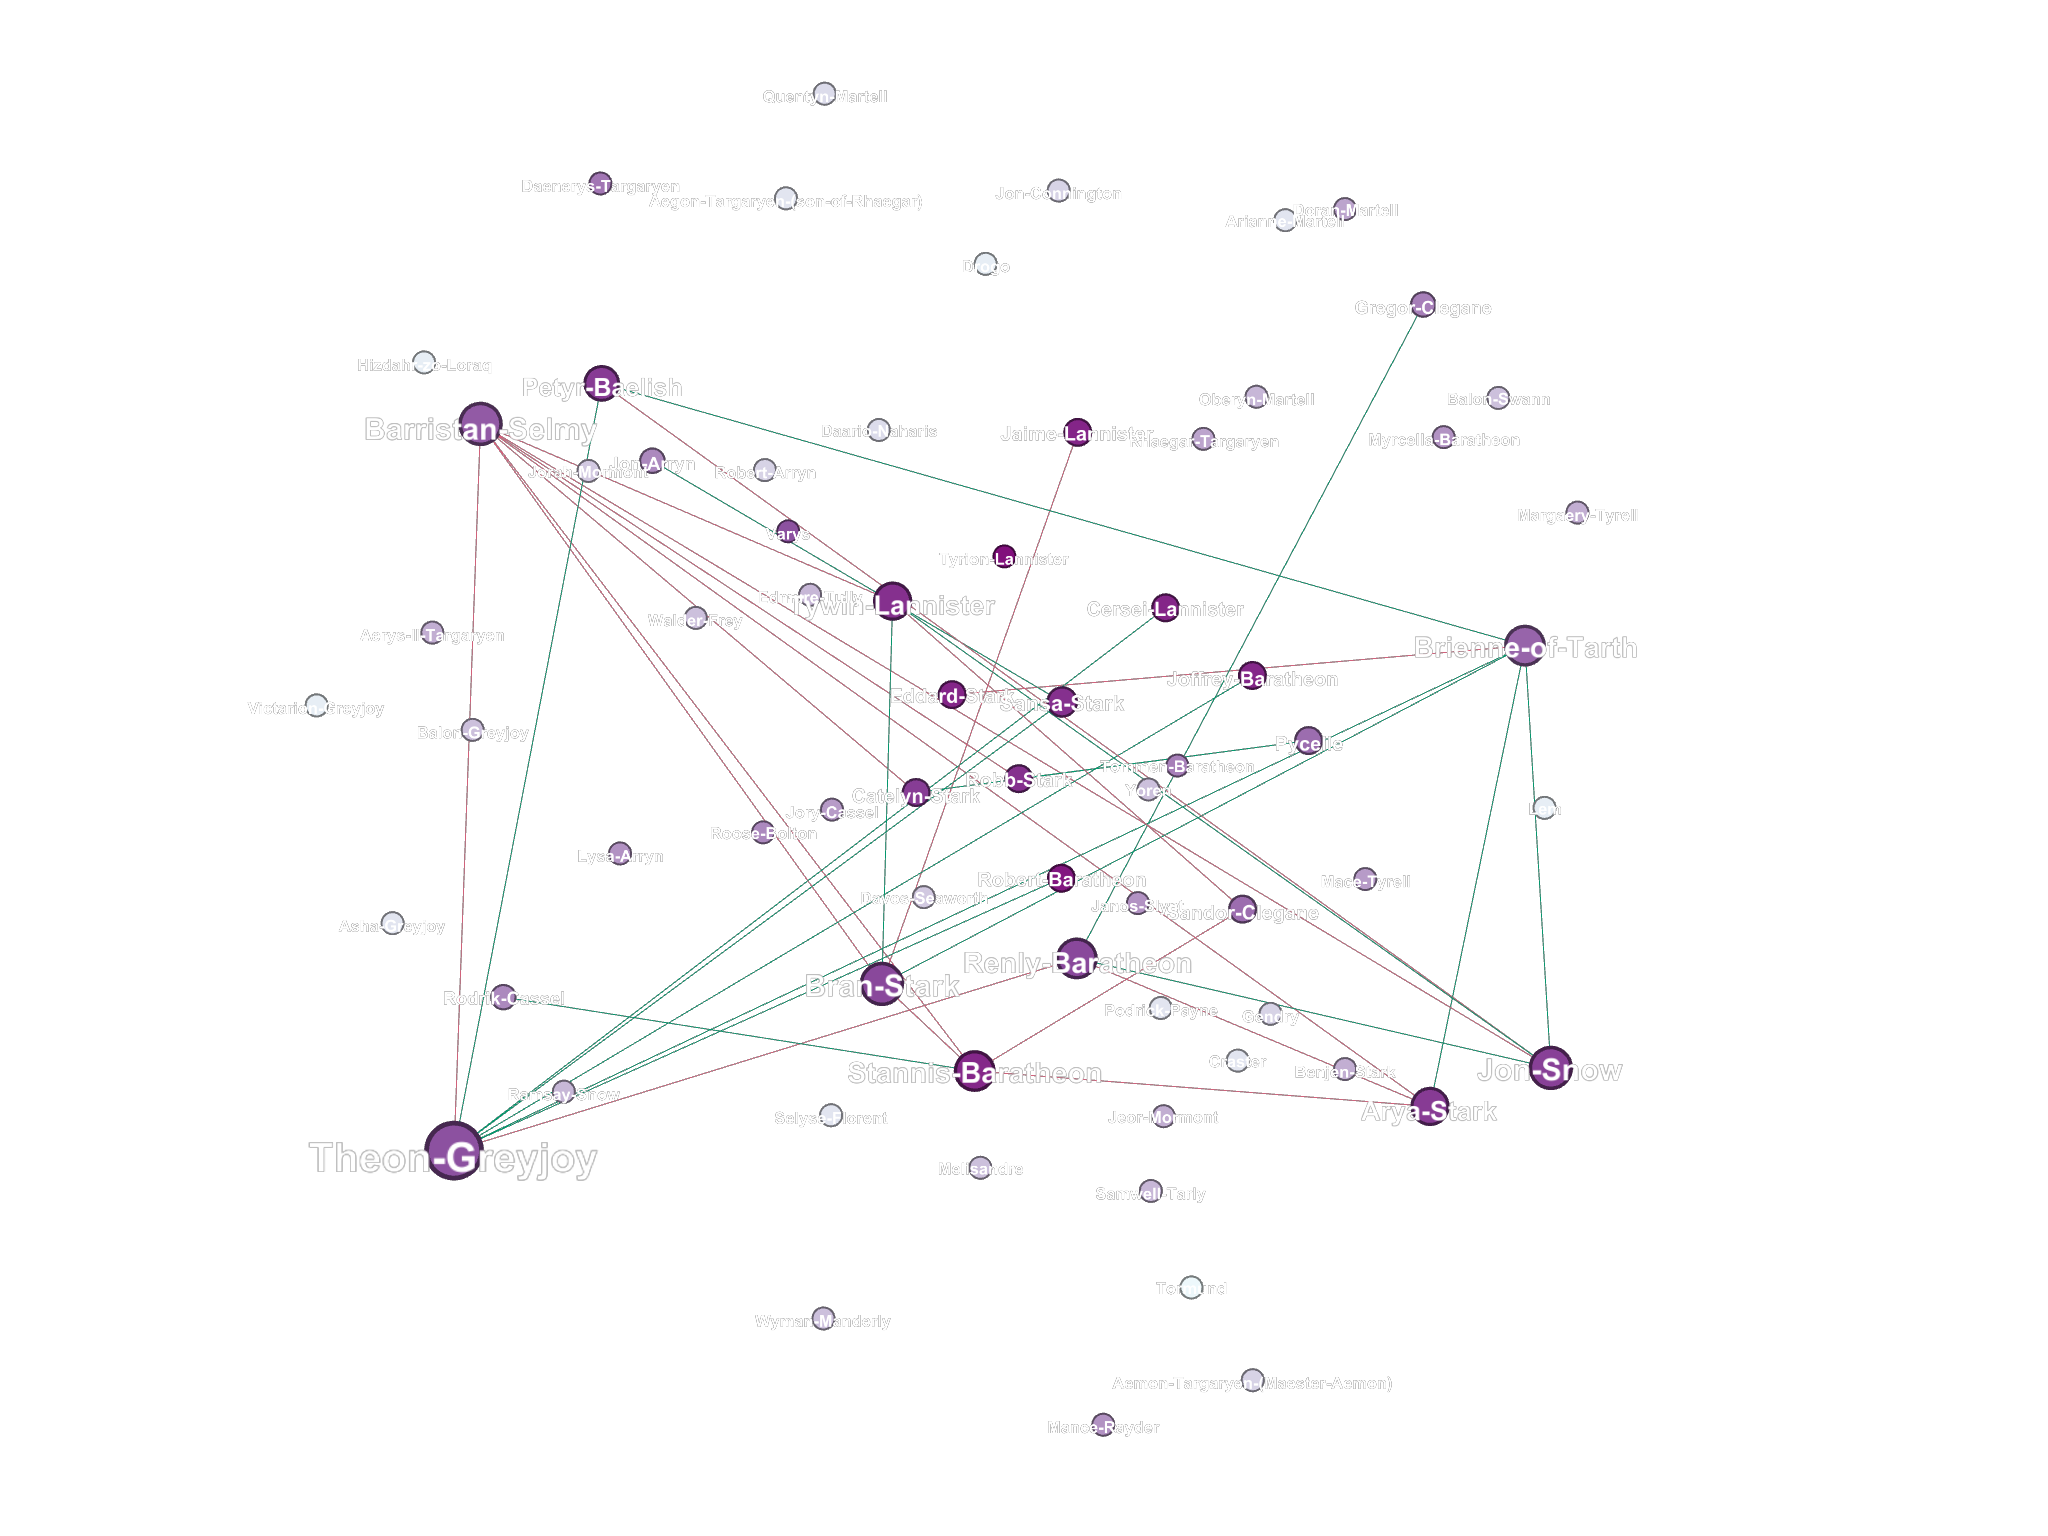 Quentyn-Martell
Daenerys-Targaryen
Aegon-Targaryen-(son-of-Rhaegar)
Jon-Connington
Doran-Martell
Arianne-Martell
Drogo
Gregor-Clegane
Hizdahr-zo-Loraq
Petyr-Baelish
Oberyn-Martell
Balon-Swann
Barristan-Selmy
Daario-Naharis
Jaime-Lannister
Rhaegar-Targaryen
Myrcella-Baratheon
Jorah-Mormont
Jon-Arryn
Robert-Arryn
Margaery-Tyrell
Varys
Tyrion-Lannister
Edmure-Tully
Tywin-Lannister
Cersei-Lannister
Walder-Frey
Aerys-II-Targaryen
Brienne-of-Tarth
Joffrey-Baratheon
Eddard-Stark
Sansa-Stark
Victarion-Greyjoy
Balon-Greyjoy
Pycelle
Tommen-Baratheon
Robb-Stark
Yoren
Catelyn-Stark
Jory-Cassel
Lem
Roose-Bolton
Lysa-Arryn
Robert-Baratheon
Mace-Tyrell
Davos-Seaworth
Janos-Slynt
Sandor-Clegane
Asha-Greyjoy
Renly-Baratheon
Bran-Stark
Rodrik-Cassel
Podrick-Payne
Gendry
Craster
Stannis-Baratheon
Benjen-Stark
Jon-Snow
Ramsay-Snow
Arya-Stark
Selyse-Florent
Jeor-Mormont
Theon-Greyjoy
Melisandre
Samwell-Tarly
Tormund
Wyman-Manderly
Aemon-Targaryen-(Maester-Aemon)
Mance-Rayder